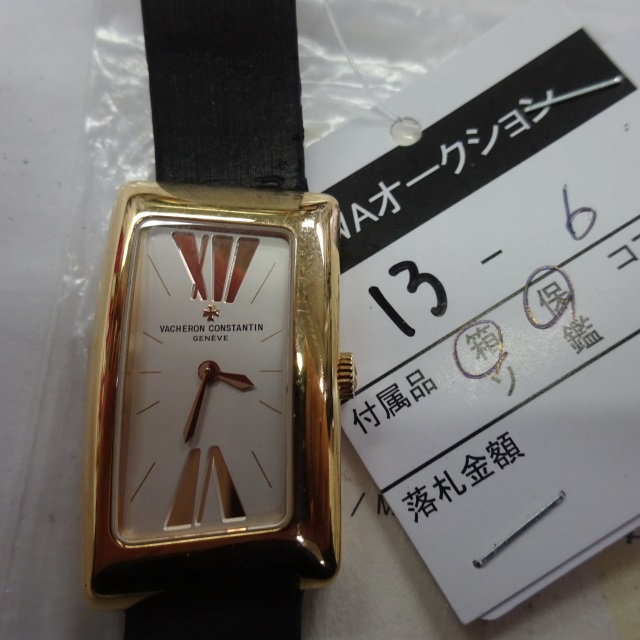 XII
VACHERON CONSTANTIN
GENÈVE
VI
Aオークション
13 - 6
付属品 箱 保
ソ 鑑
落札金額